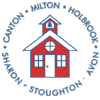 CANTON • MILTON • HOLBROOK •
SHARON • STOUGHTON • AVON